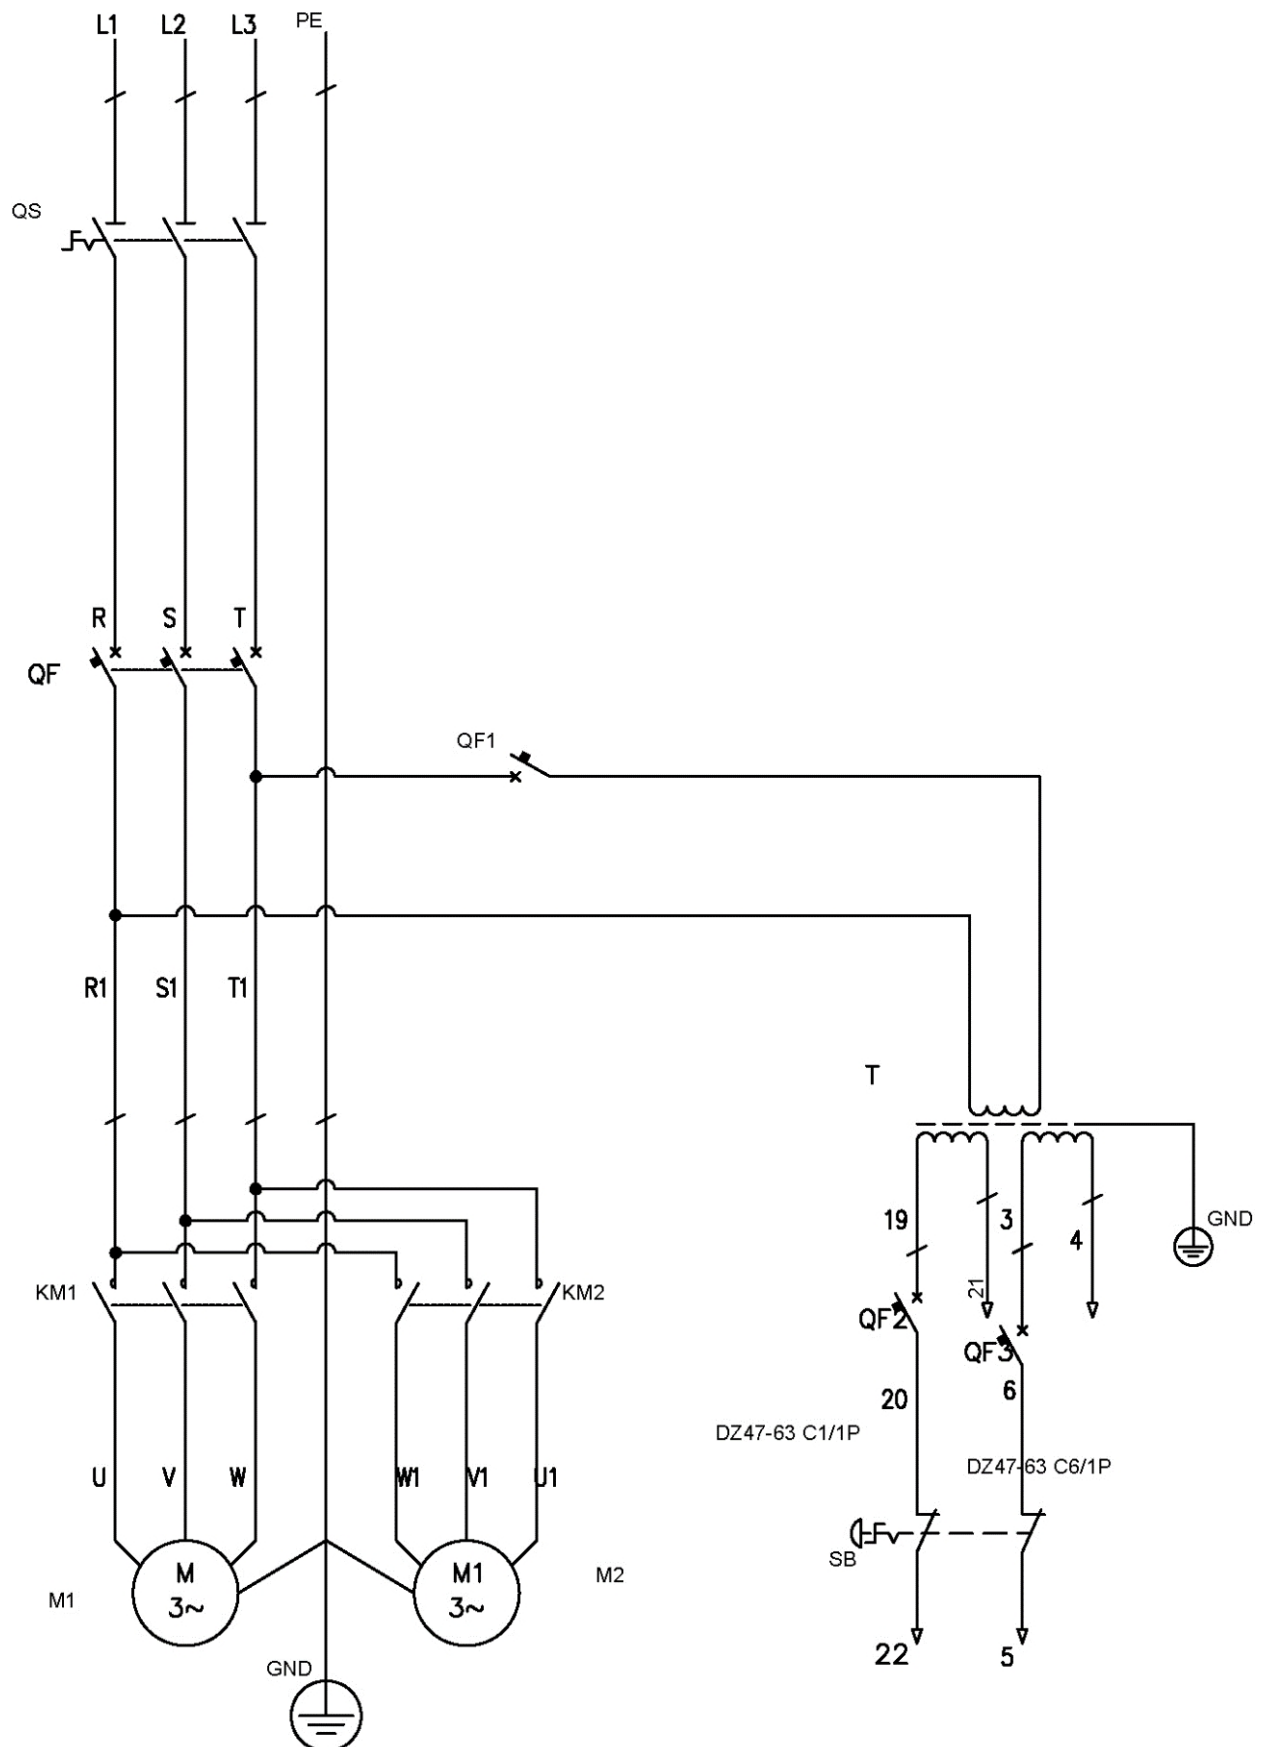 L1 L2 L3 PE
QS
R S T
QF
QF1
R1 S1 T1
T
19 3 4 GND
21
KM1 KM2
QF2
QF3
20 6
DZ47-63 C1/1P
DZ47-63 C6/1P
U V W W1 V1 U1
SB
M M1
M1 3~ 3~ M2
22 5
GND